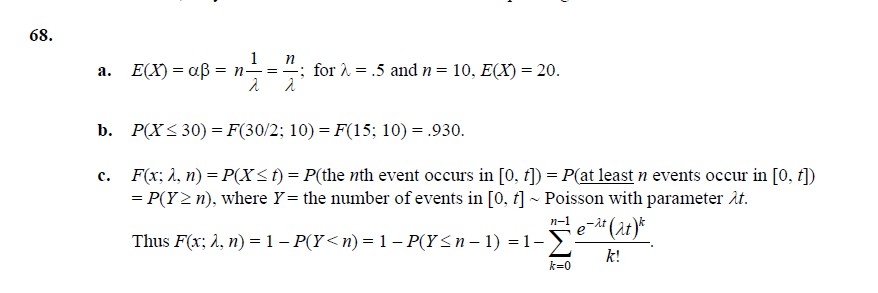 68.
a. E(X) = αβ = n 1/λ = n/λ; for λ = .5 and n = 10, E(X) = 20.
b. P(X ≤ 30) = F(30/2; 10) = F(15; 10) = .930.
c. F(x; λ, n) = P(X ≤ t) = P(the nth event occurs in [0, t]) = P(at least n events occur in [0, t])
= P(Y ≥ n), where Y = the number of events in [0, t] ~ Poisson with parameter λt.
Thus F(x; λ, n) = 1 – P(Y < n) = 1 – P(Y ≤ n – 1) = 1 – ∑_{k=0}^{n−1} e^{−λt}(λt)^k / k!.